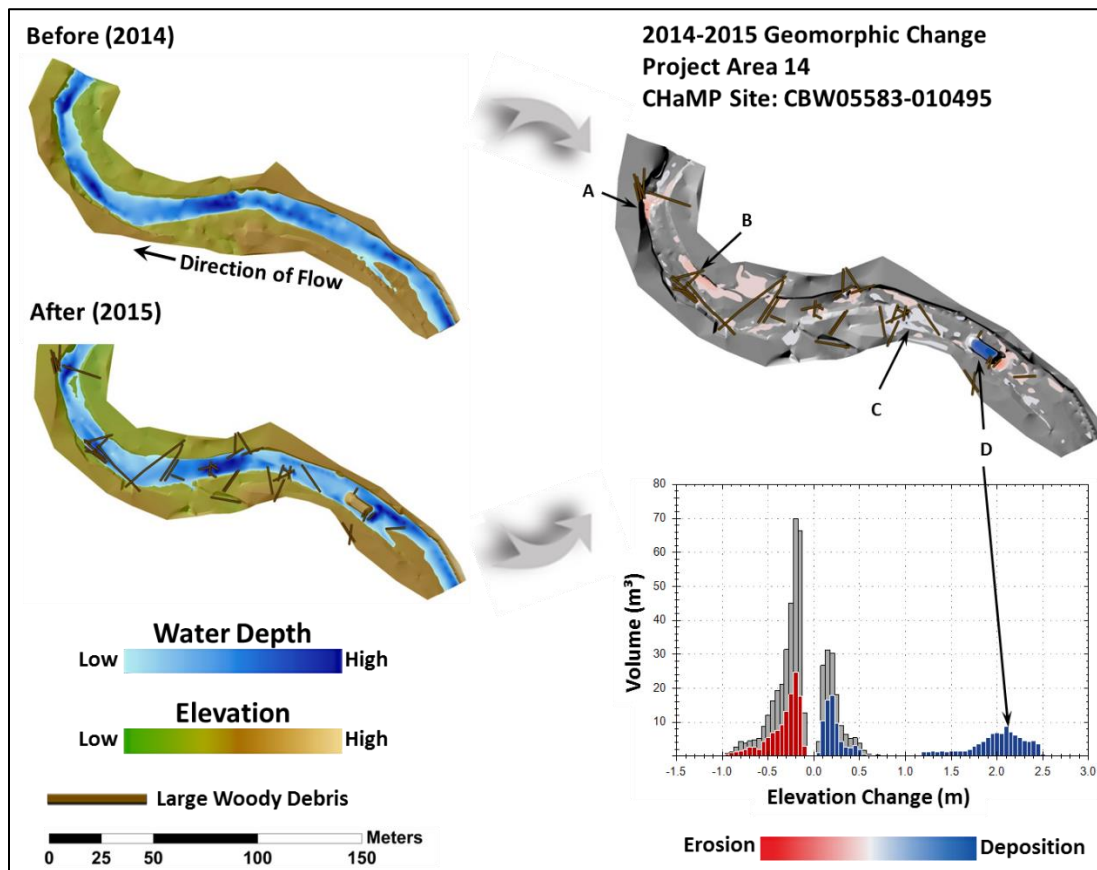 Before (2014)
Direction of Flow
After (2015)
Water Depth
Low High
Elevation
Low High
Large Woody Debris
Meters
0 25 50 100 150
2014-2015 Geomorphic Change
Project Area 14
CHaMP Site: CBW05583-010495
A
B
C
D
80
70
60
50
40
30
20
10
Volume (m³)
-1.5 -1.0 -0.5 0.0 0.5 1.0 1.5 2.0 2.5 3.0
Elevation Change (m)
Erosion Deposition